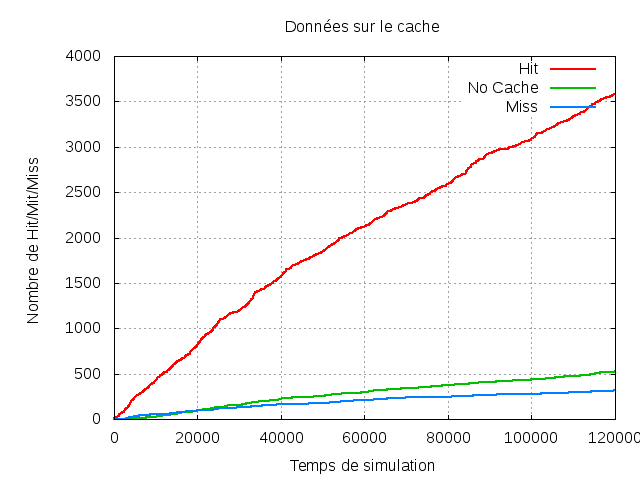 Données sur le cache
4000
3500
3000
2500
2000
1500
1000
500
0
Nombre de Hit/Mit/Miss
Hit
No Cache
Miss
0 20000 40000 60000 80000 100000 120000
Temps de simulation